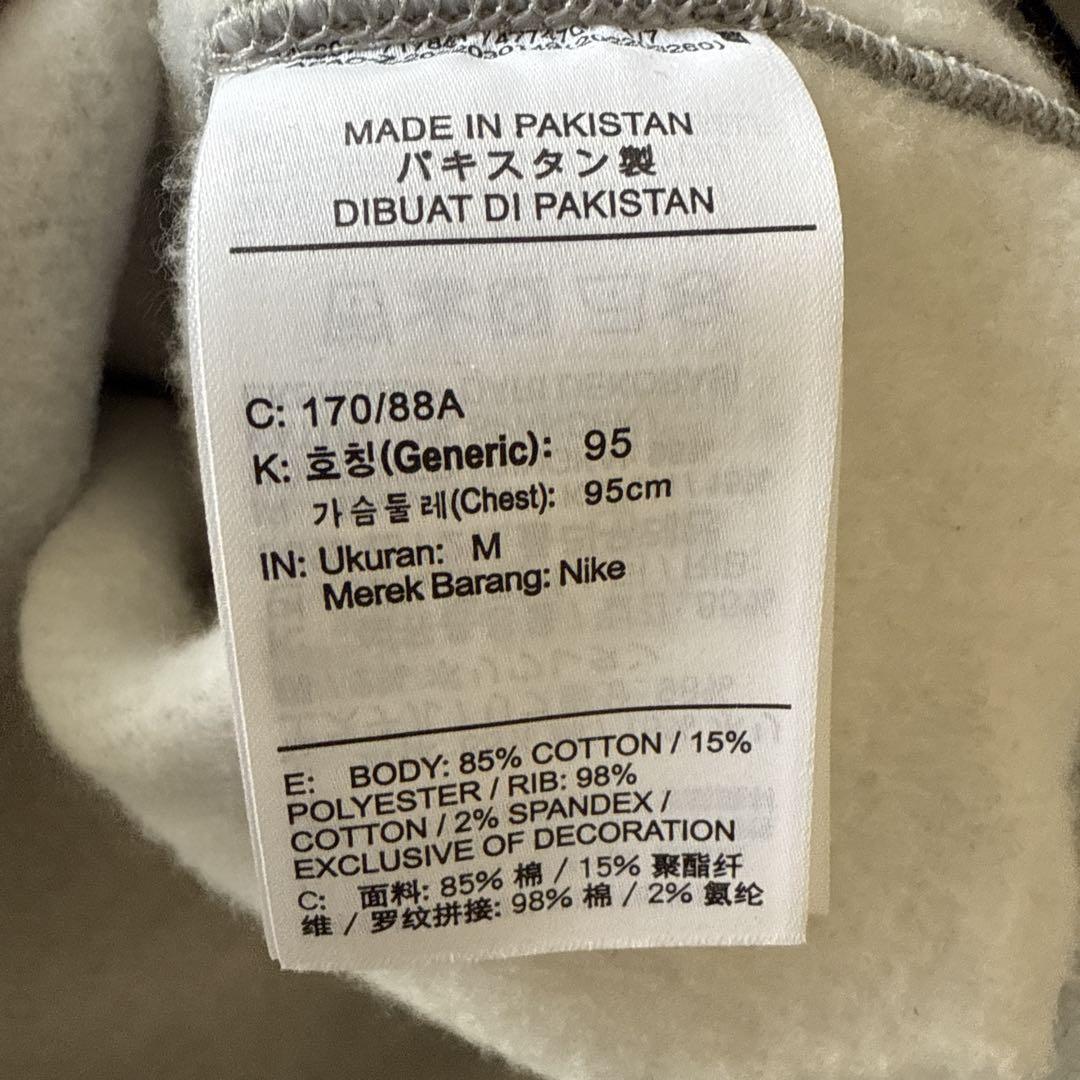 MADE IN PAKISTAN
パキスタン製
DIBUAT DI PAKISTAN
C: 170/88A
K: 호칭(Generic): 95
가슴둘레(Chest): 95cm
IN: Ukuran: M
Merek Barang: Nike
E: BODY: 85% COTTON / 15%
POLYESTER / RIB: 98%
COTTON / 2% SPANDEX /
EXCLUSIVE OF DECORATION
C: 面料: 85% 棉 / 15% 聚酯纤
维 / 罗纹拼接: 98% 棉 / 2% 氨纶